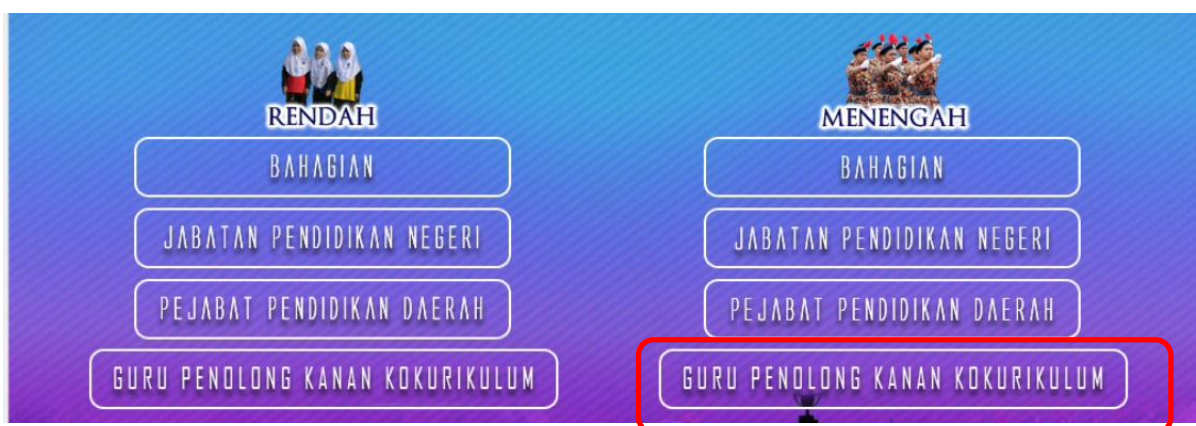 RENDAH
BAHAGIAN
JABATAN PENDIDIKAN NEGERI
PEJABAT PENDIDIKAN DAERAH
GURU PENOLONG KANAN KOKURIKULUM
MENENGAH
BAHAGIAN
JABATAN PENDIDIKAN NEGERI
PEJABAT PENDIDIKAN DAERAH
GURU PENOLONG KANAN KOKURIKULUM